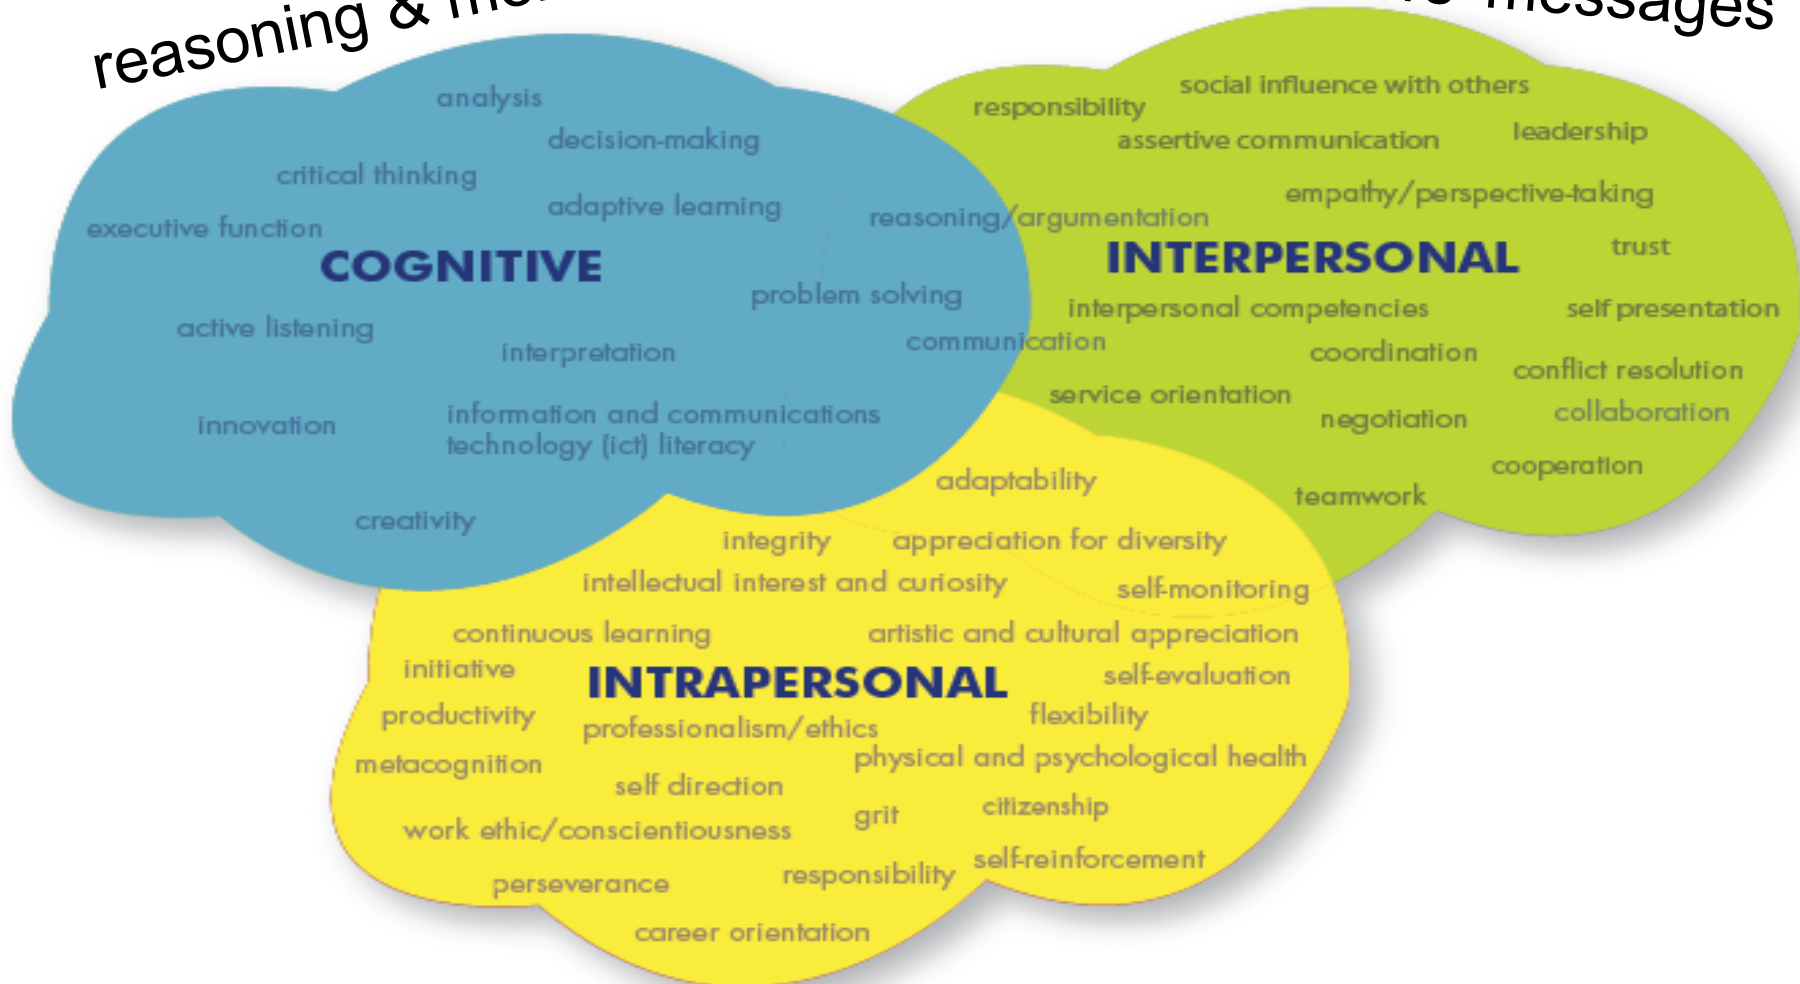 reasoning &
messages
analysis
decision-making
critical thinking
adaptive learning
executive function
COGNITIVE
problem solving
active listening
interpretation
communication
innovation
information and communications
technology (ict) literacy
creativity
social influence with others
responsibility
leadership
assertive communication
empathy/perspective-taking
reasoning/argumentation
trust
INTERPERSONAL
interpersonal competencies
self presentation
coordination
conflict resolution
service orientation
negotiation
collaboration
cooperation
teamwork
adaptability
integrity
appreciation for diversity
intellectual interest and curiosity
self-monitoring
continuous learning
artistic and cultural appreciation
initiative
INTRAPERSONAL
self-evaluation
productivity
professionalism/ethics
flexibility
metacognition
physical and psychological health
self direction
grit
citizenship
work ethic/conscientiousness
self-reinforcement
perseverance
responsibility
career orientation